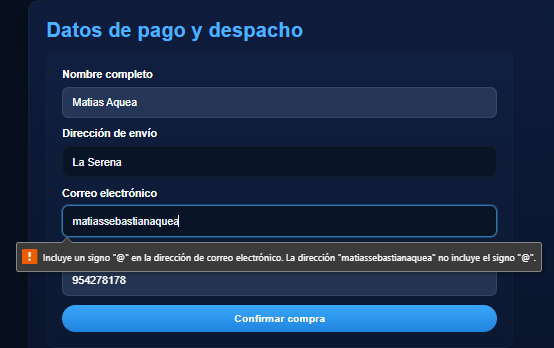 Datos de pago y despacho
Nombre completo
Matias Aquea
Dirección de envío
La Serena
Correo electrónico
matiassebastianaquea
Incluye un signo "@" en la dirección de correo electrónico. La dirección "matiassebastianaquea" no incluye el signo "@".
954278178
Confirmar compra